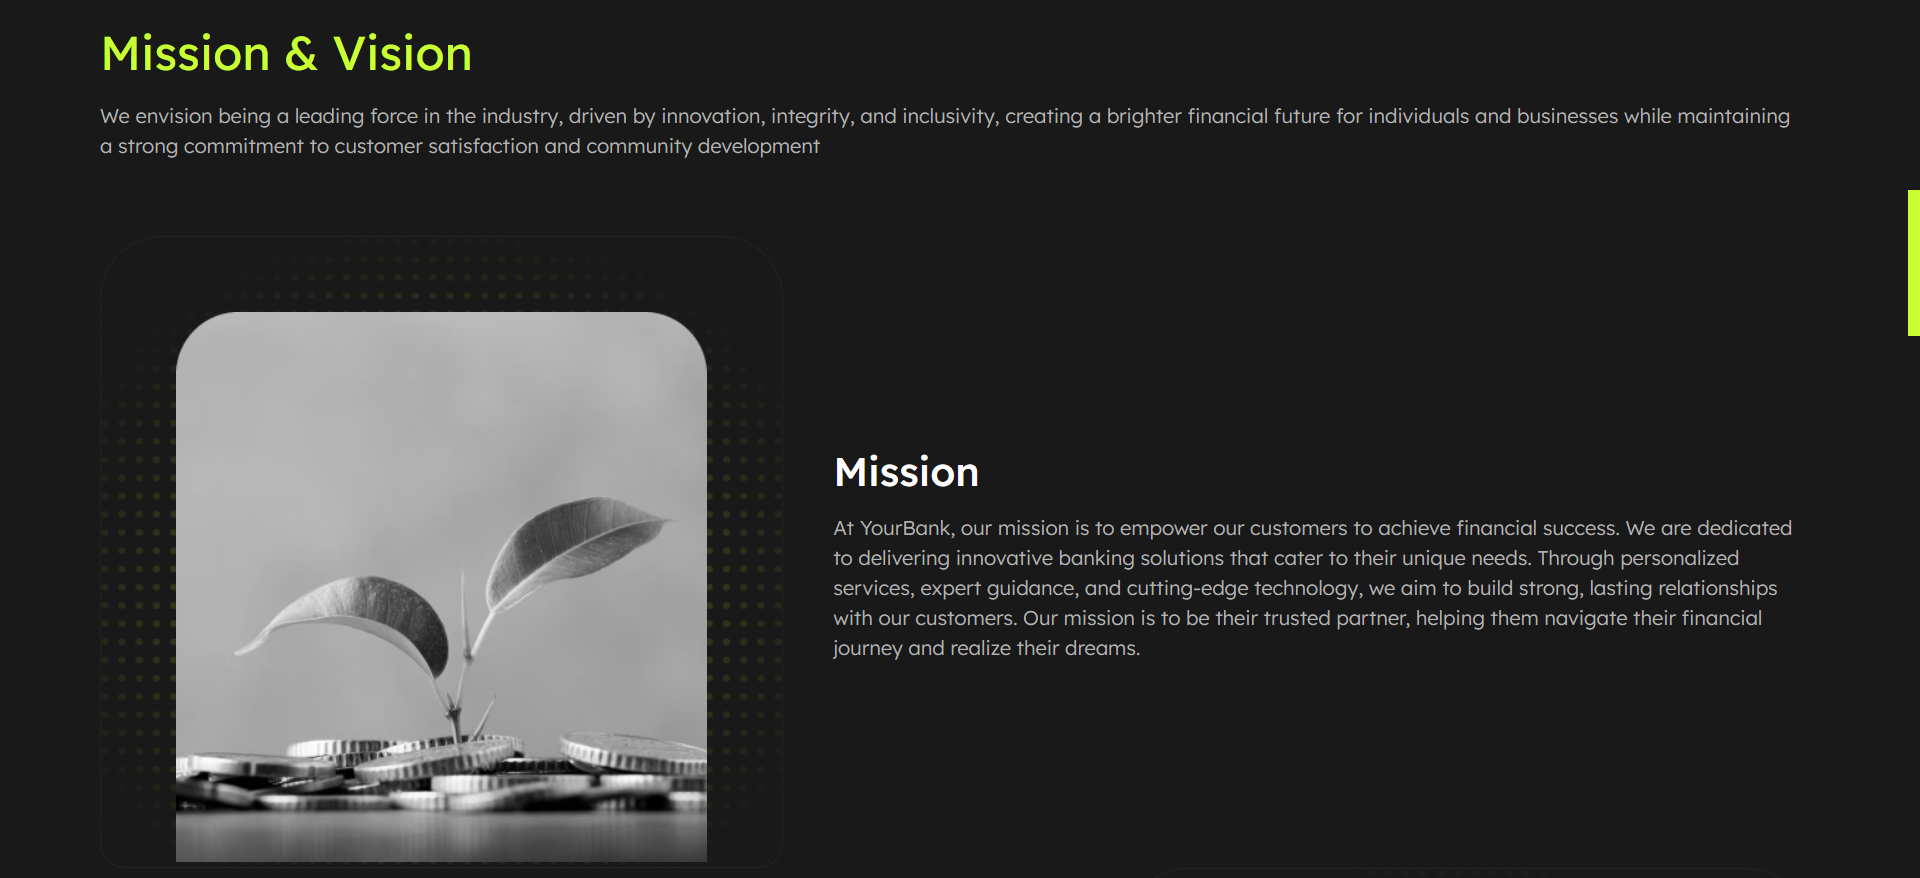 Mission & Vision
We envision being a leading force in the industry, driven by innovation, integrity, and inclusivity, creating a brighter financial future for individuals and businesses while maintaining
a strong commitment to customer satisfaction and community development
Mission
At YourBank, our mission is to empower our customers to achieve financial success. We are dedicated
to delivering innovative banking solutions that cater to their unique needs. Through personalized
services, expert guidance, and cutting-edge technology, we aim to build strong, lasting relationships
with our customers. Our mission is to be their trusted partner, helping them navigate their financial
journey and realize their dreams.